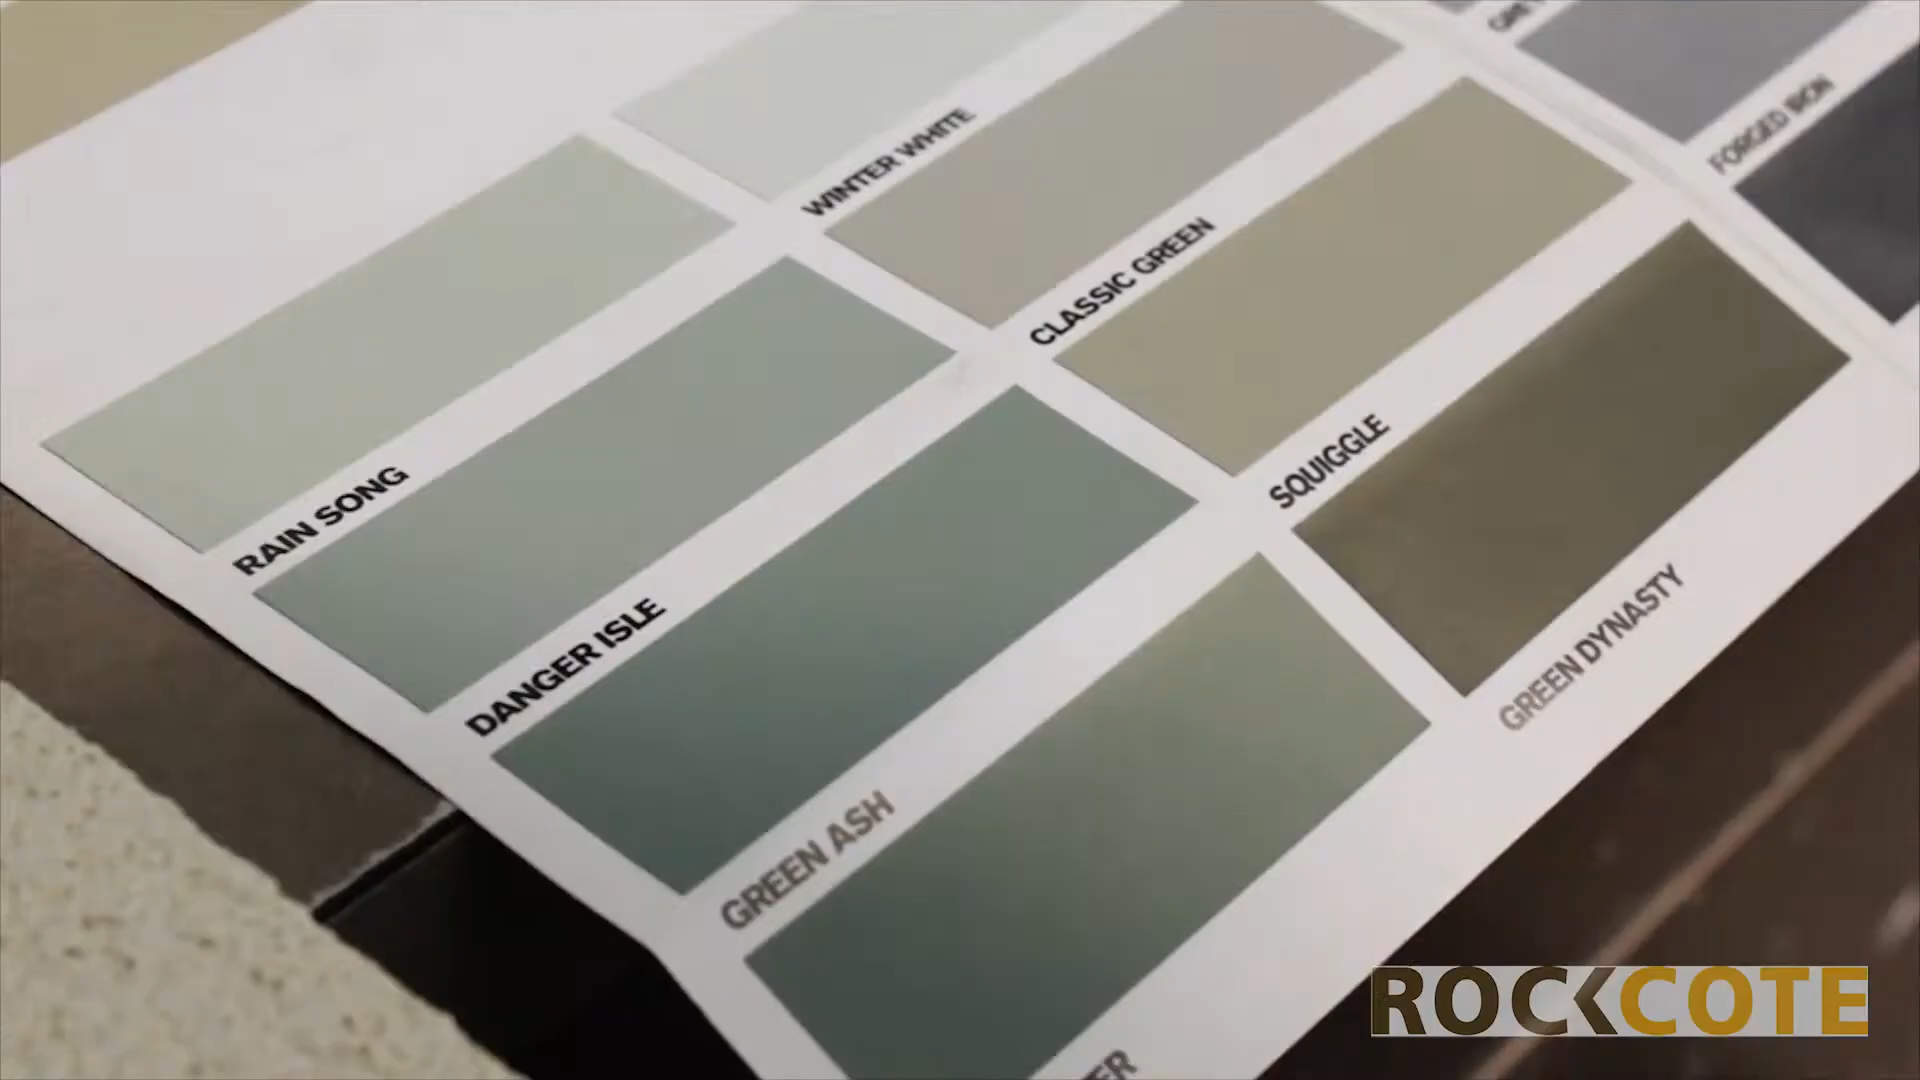 WINTER WHITE
FORGED IRON
CLASSIC GREEN
RAIN SONG
SQUIGGLE
DANGER ISLE
GREEN DYNASTY
GREEN ASH
ROCKCOTE